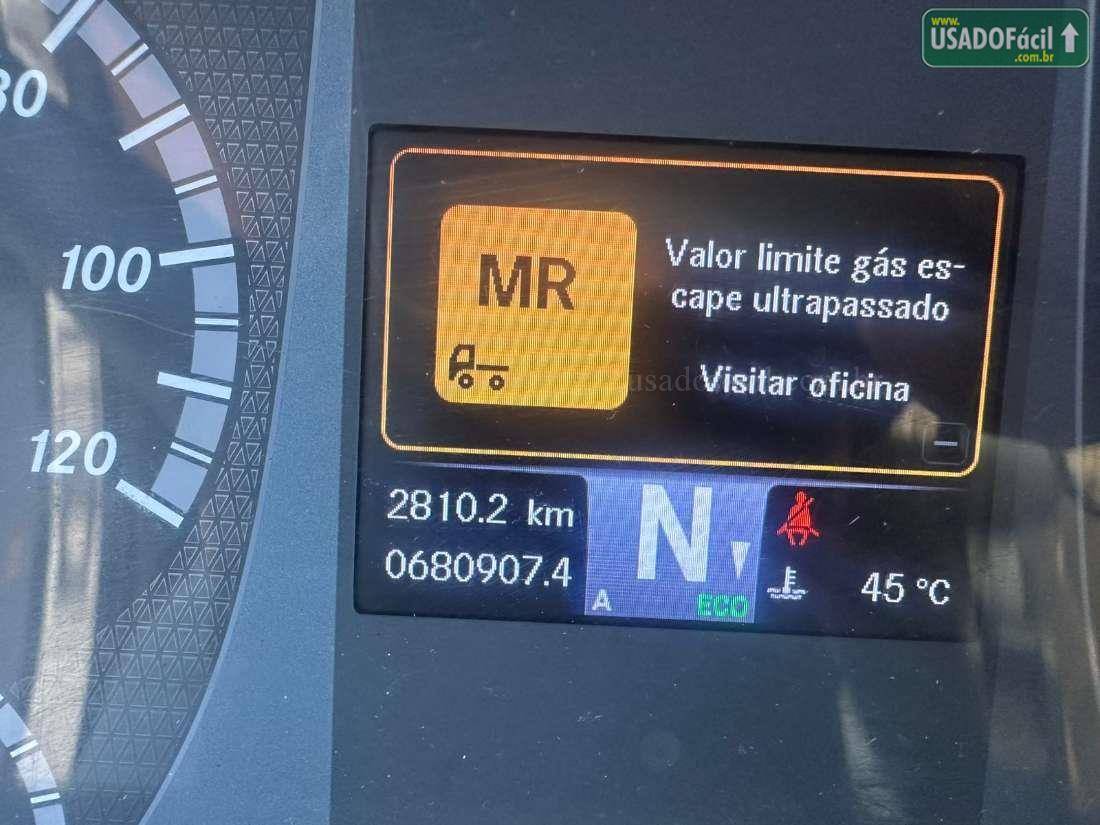 www.
USADOFácil
.com.br
80
100
120
MR
Valor limite gás es-
cape ultrapassado
Visitar oficina
2810.2 km
0680907.4
N
A
ECO
45 °C